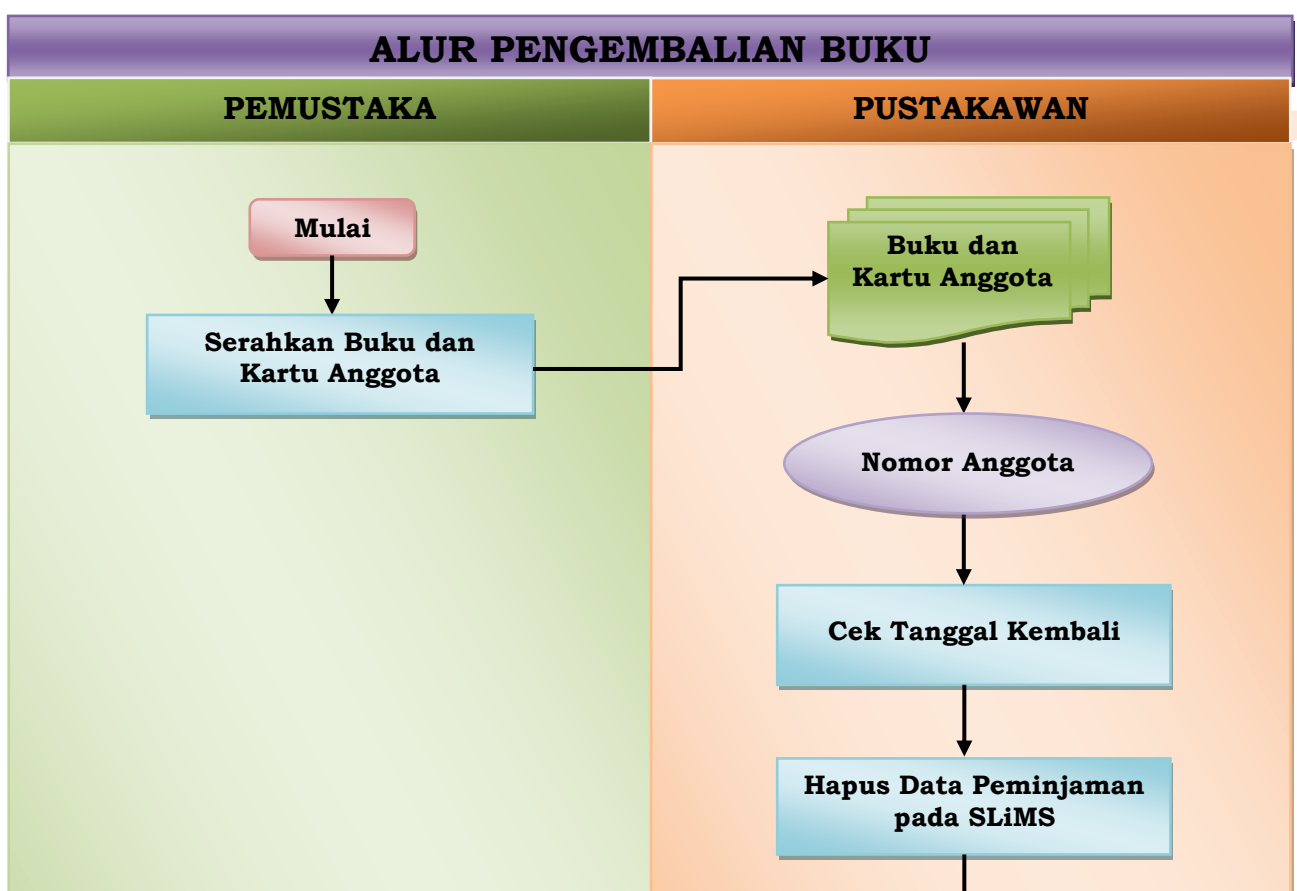 ALUR PENGEMBALIAN BUKU
PEMUSTAKA
PUSTAKAWAN
Mulai
Serahkan Buku dan
Kartu Anggota
Buku dan
Kartu Anggota
Nomor Anggota
Cek Tanggal Kembali
Hapus Data Peminjaman
pada SLiMS